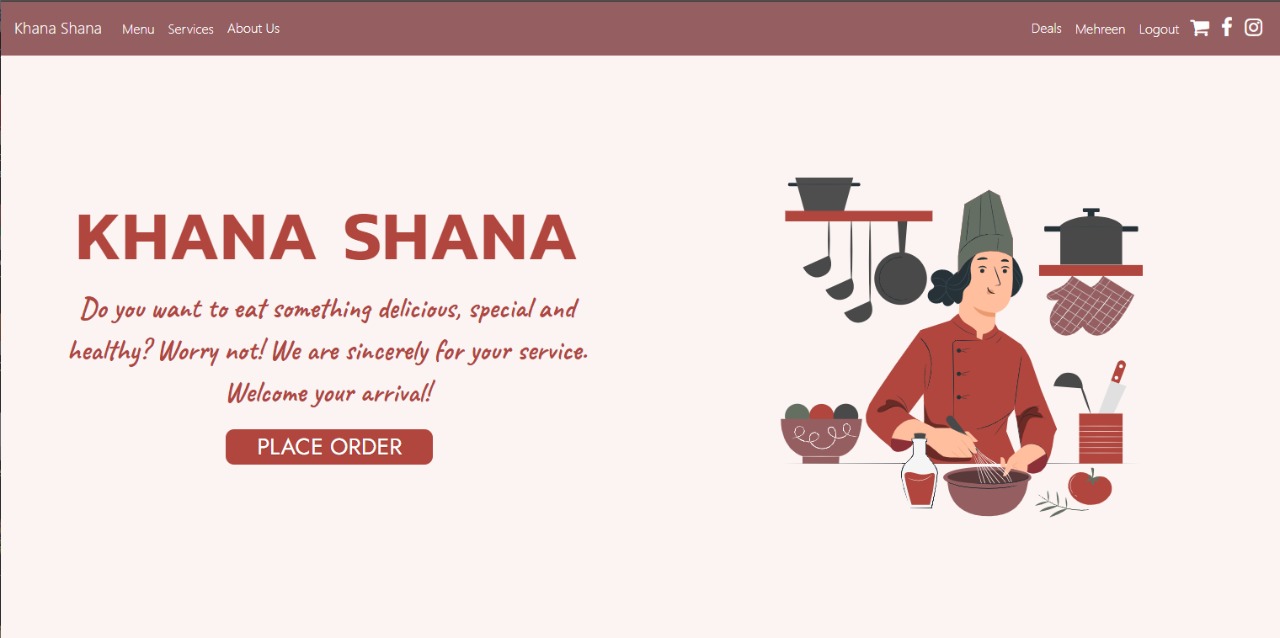 Khana Shana Menu Services About Us Deals Mehreen Logout
KHANA SHANA
Do you want to eat something delicious, special and
healthy? Worry not! We are sincerely for your service.
Welcome your arrival!
PLACE ORDER